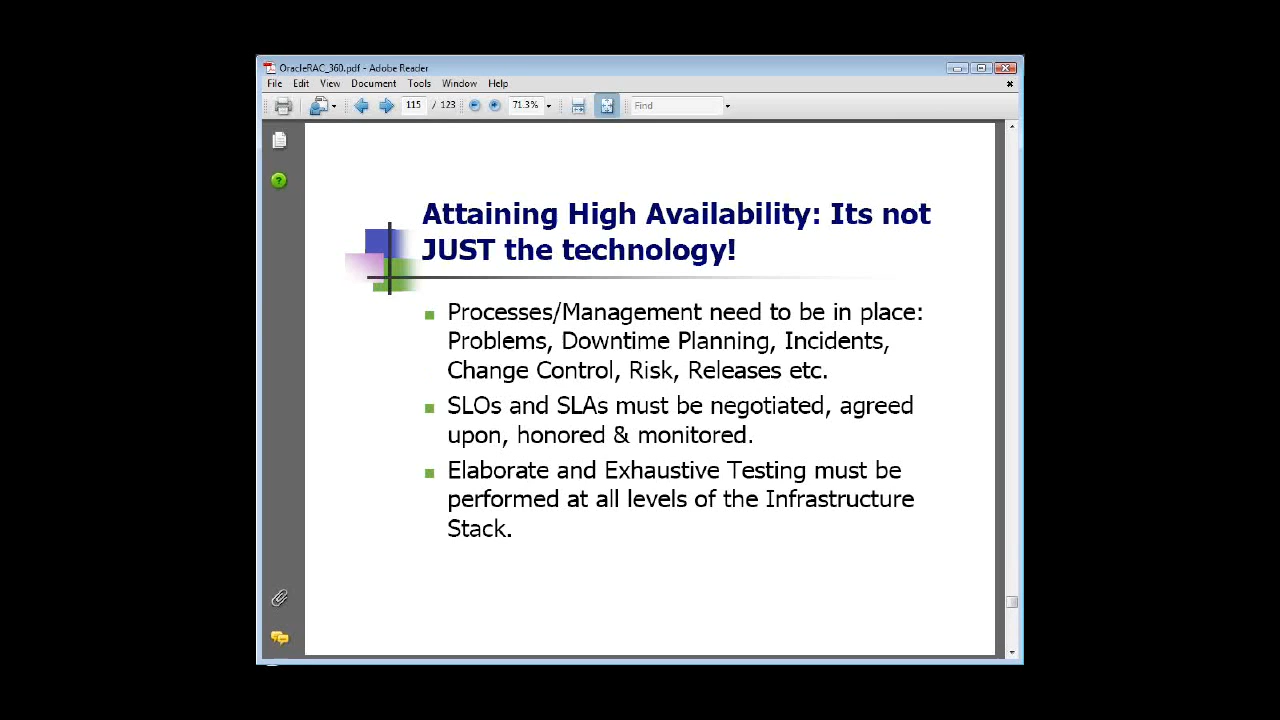 OracleRAC_360.pdf - Adobe Reader
File Edit View Document Tools Window Help
115 / 123 71.3% Find
Attaining High Availability: Its not
JUST the technology!
Processes/Management need to be in place:
Problems, Downtime Planning, Incidents,
Change Control, Risk, Releases etc.
SLOs and SLAs must be negotiated, agreed
upon, honored & monitored.
Elaborate and Exhaustive Testing must be
performed at all levels of the Infrastructure
Stack.